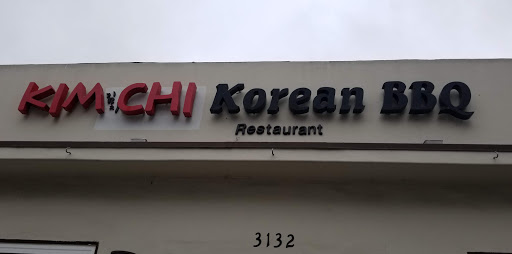 KIM CHI Korean BBQ
Restaurant
3132